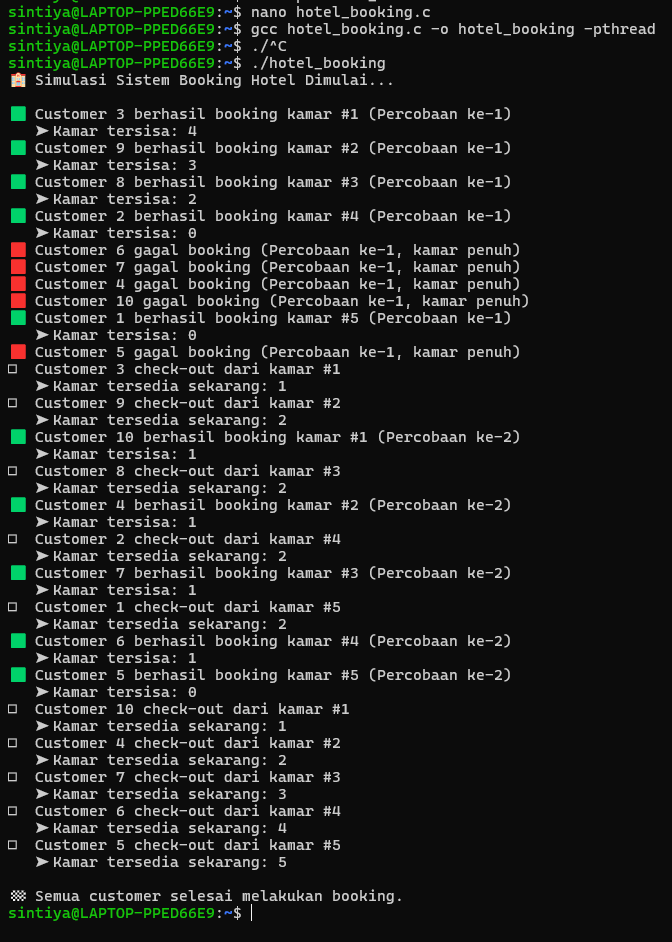 sintiya@LAPTOP-PPED66E9:~$ nano hotel_booking.c
sintiya@LAPTOP-PPED66E9:~$ gcc hotel_booking.c -o hotel_booking -pthread
sintiya@LAPTOP-PPED66E9:~$ ./^C
sintiya@LAPTOP-PPED66E9:~$ ./hotel_booking
🏨 Simulasi Sistem Booking Hotel Dimulai...

🟩 Customer 3 berhasil booking kamar #1 (Percobaan ke-1)
➤ Kamar tersisa: 4
🟩 Customer 9 berhasil booking kamar #2 (Percobaan ke-1)
➤ Kamar tersisa: 3
🟩 Customer 8 berhasil booking kamar #3 (Percobaan ke-1)
➤ Kamar tersisa: 2
🟩 Customer 2 berhasil booking kamar #4 (Percobaan ke-1)
➤ Kamar tersisa: 0
🟥 Customer 6 gagal booking (Percobaan ke-1, kamar penuh)
🟥 Customer 7 gagal booking (Percobaan ke-1, kamar penuh)
🟥 Customer 4 gagal booking (Percobaan ke-1, kamar penuh)
🟥 Customer 10 gagal booking (Percobaan ke-1, kamar penuh)
🟩 Customer 1 berhasil booking kamar #5 (Percobaan ke-1)
➤ Kamar tersisa: 0
🟥 Customer 5 gagal booking (Percobaan ke-1, kamar penuh)
□ Customer 3 check-out dari kamar #1
➤ Kamar tersedia sekarang: 1
□ Customer 9 check-out dari kamar #2
➤ Kamar tersedia sekarang: 2
🟩 Customer 10 berhasil booking kamar #1 (Percobaan ke-2)
➤ Kamar tersisa: 1
□ Customer 8 check-out dari kamar #3
➤ Kamar tersedia sekarang: 2
🟩 Customer 4 berhasil booking kamar #2 (Percobaan ke-2)
➤ Kamar tersisa: 1
□ Customer 2 check-out dari kamar #4
➤ Kamar tersedia sekarang: 2
🟩 Customer 7 berhasil booking kamar #3 (Percobaan ke-2)
➤ Kamar tersisa: 1
□ Customer 1 check-out dari kamar #5
➤ Kamar tersedia sekarang: 2
🟩 Customer 6 berhasil booking kamar #4 (Percobaan ke-2)
➤ Kamar tersisa: 1
🟩 Customer 5 berhasil booking kamar #5 (Percobaan ke-2)
➤ Kamar tersisa: 0
□ Customer 10 check-out dari kamar #1
➤ Kamar tersedia sekarang: 1
□ Customer 4 check-out dari kamar #2
➤ Kamar tersedia sekarang: 2
□ Customer 7 check-out dari kamar #3
➤ Kamar tersedia sekarang: 3
□ Customer 6 check-out dari kamar #4
➤ Kamar tersedia sekarang: 4
□ Customer 5 check-out dari kamar #5
➤ Kamar tersedia sekarang: 5

🏁 Semua customer selesai melakukan booking.
sintiya@LAPTOP-PPED66E9:~$